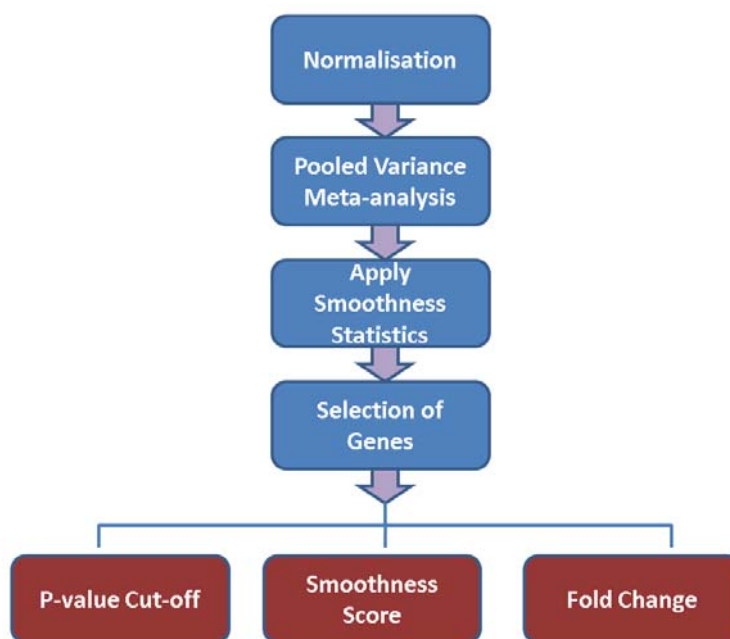 Normalisation
Pooled Variance
Meta-analysis
Apply
Smoothness
Statistics
Selection of
Genes
P-value Cut-off
Smoothness
Score
Fold Change